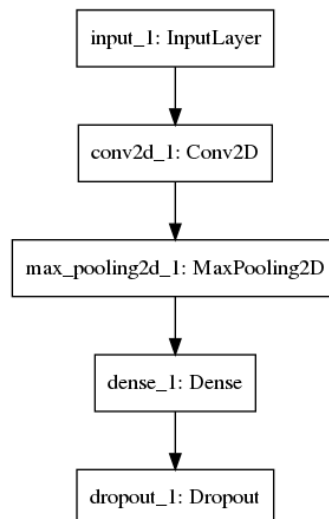 input_1: InputLayer
conv2d_1: Conv2D
max_pooling2d_1: MaxPooling2D
dense_1: Dense
dropout_1: Dropout